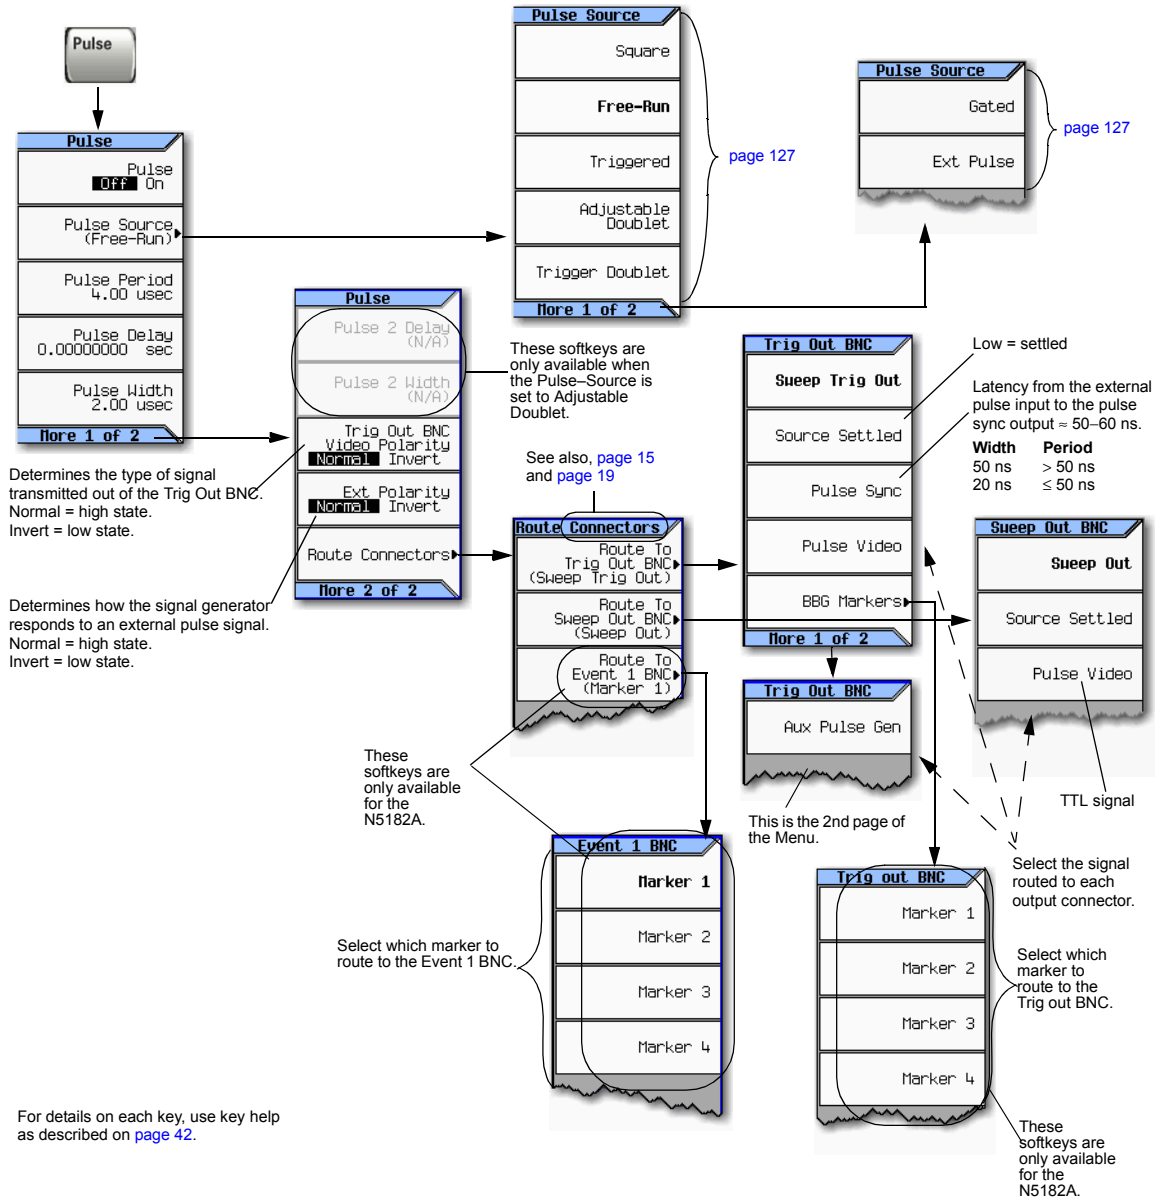 Pulse
Pulse
Pulse
Off On
Pulse Source
(Free-Run)
Pulse Period
4.00 usec
Pulse Delay
0.00000000 sec
Pulse Width
2.00 usec
More 1 of 2
Determines the type of signal
transmitted out of the Trig Out BNC.
Normal = high state.
Invert = low state.
Determines how the signal generator
responds to an external pulse signal.
Normal = high state.
Invert = low state.
Pulse
Pulse 2 Delay
(N/A)
Pulse 2 Width
(N/A)
Trig Out BNC
Video Polarity
Normal Invert
Ext Polarity
Normal Invert
Route Connectors
More 2 of 2
Pulse Source
Square
Free-Run
Triggered
Adjustable
Doublet
Trigger Doublet
More 1 of 2
page 127
Pulse Source
Gated
Ext Pulse
page 127
These softkeys are
only available when
the Pulse–Source is
set to Adjustable
Doublet.
See also, page 15
and page 19
Route Connectors
Route To
Trig Out BNC
(Sweep Trig Out)
Route To
Sweep Out BNC
(Sweep Out)
Route To
Event 1 BNC
(Marker 1)
These
softkeys are
only available
for the
N5182A.
Trig Out BNC
Sweep Trig Out
Source Settled
Pulse Sync
Pulse Video
BBG Markers
More 1 of 2
Low = settled
Latency from the external
pulse input to the pulse
sync output ≈ 50–60 ns.
Width Period
50 ns > 50 ns
20 ns ≤ 50 ns
Trig Out BNC
Aux Pulse Gen
This is the 2nd page of
the Menu.
Sweep Out BNC
Sweep Out
Source Settled
Pulse Video
TTL signal
Select the signal
routed to each
output connector.
Event 1 BNC
Marker 1
Marker 2
Marker 3
Marker 4
Select which marker to
route to the Event 1 BNC.
Trig out BNC
Marker 1
Marker 2
Marker 3
Marker 4
Select which
marker to
route to the
Trig out BNC.
These
softkeys are
only available
for the
N5182A.
For details on each key, use key help
as described on page 42.